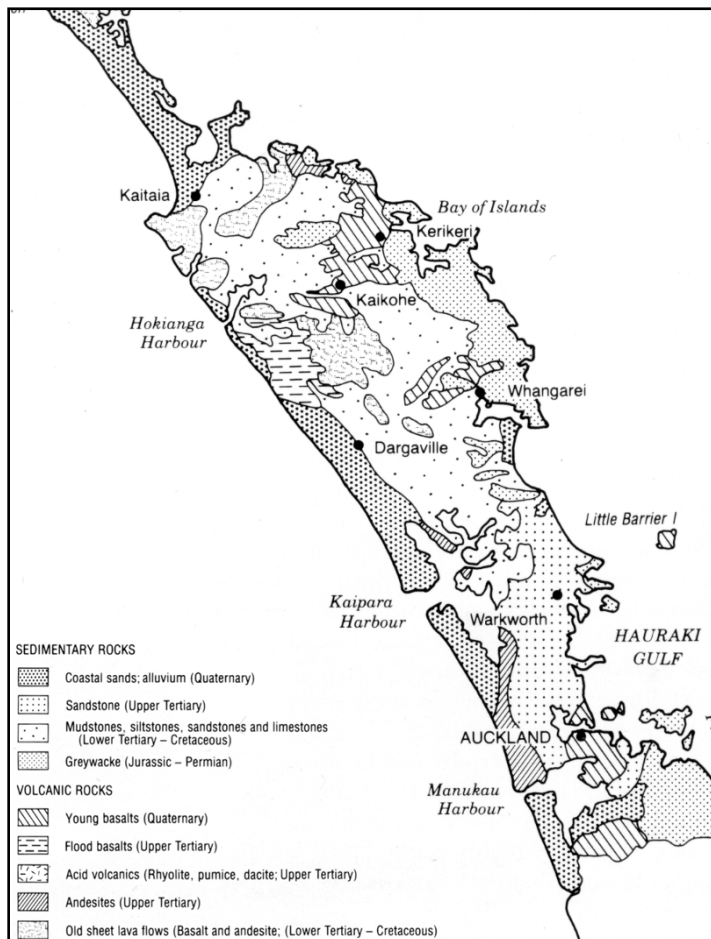 Kaitaia
Bay of Islands
Kerikeri
Kaikohe
Hokianga
Harbour
Whangarei
Dargaville
Little Barrier I
Kaipara
Harbour
Warkworth
HAURAKI
GULF
AUCKLAND
Manukau
Harbour
SEDIMENTARY ROCKS
Coastal sands; alluvium (Quaternary)
Sandstone (Upper Tertiary)
Mudstones, siltstones, sandstones and limestones
(Lower Tertiary – Cretaceous)
Greywacke (Jurassic – Permian)
VOLCANIC ROCKS
Young basalts (Quaternary)
Flood basalts (Upper Tertiary)
Acid volcanics (Rhyolite, pumice, dacite; Upper Tertiary)
Andesites (Upper Tertiary)
Old sheet lava flows (Basalt and andesite; (Lower Tertiary – Cretaceous)